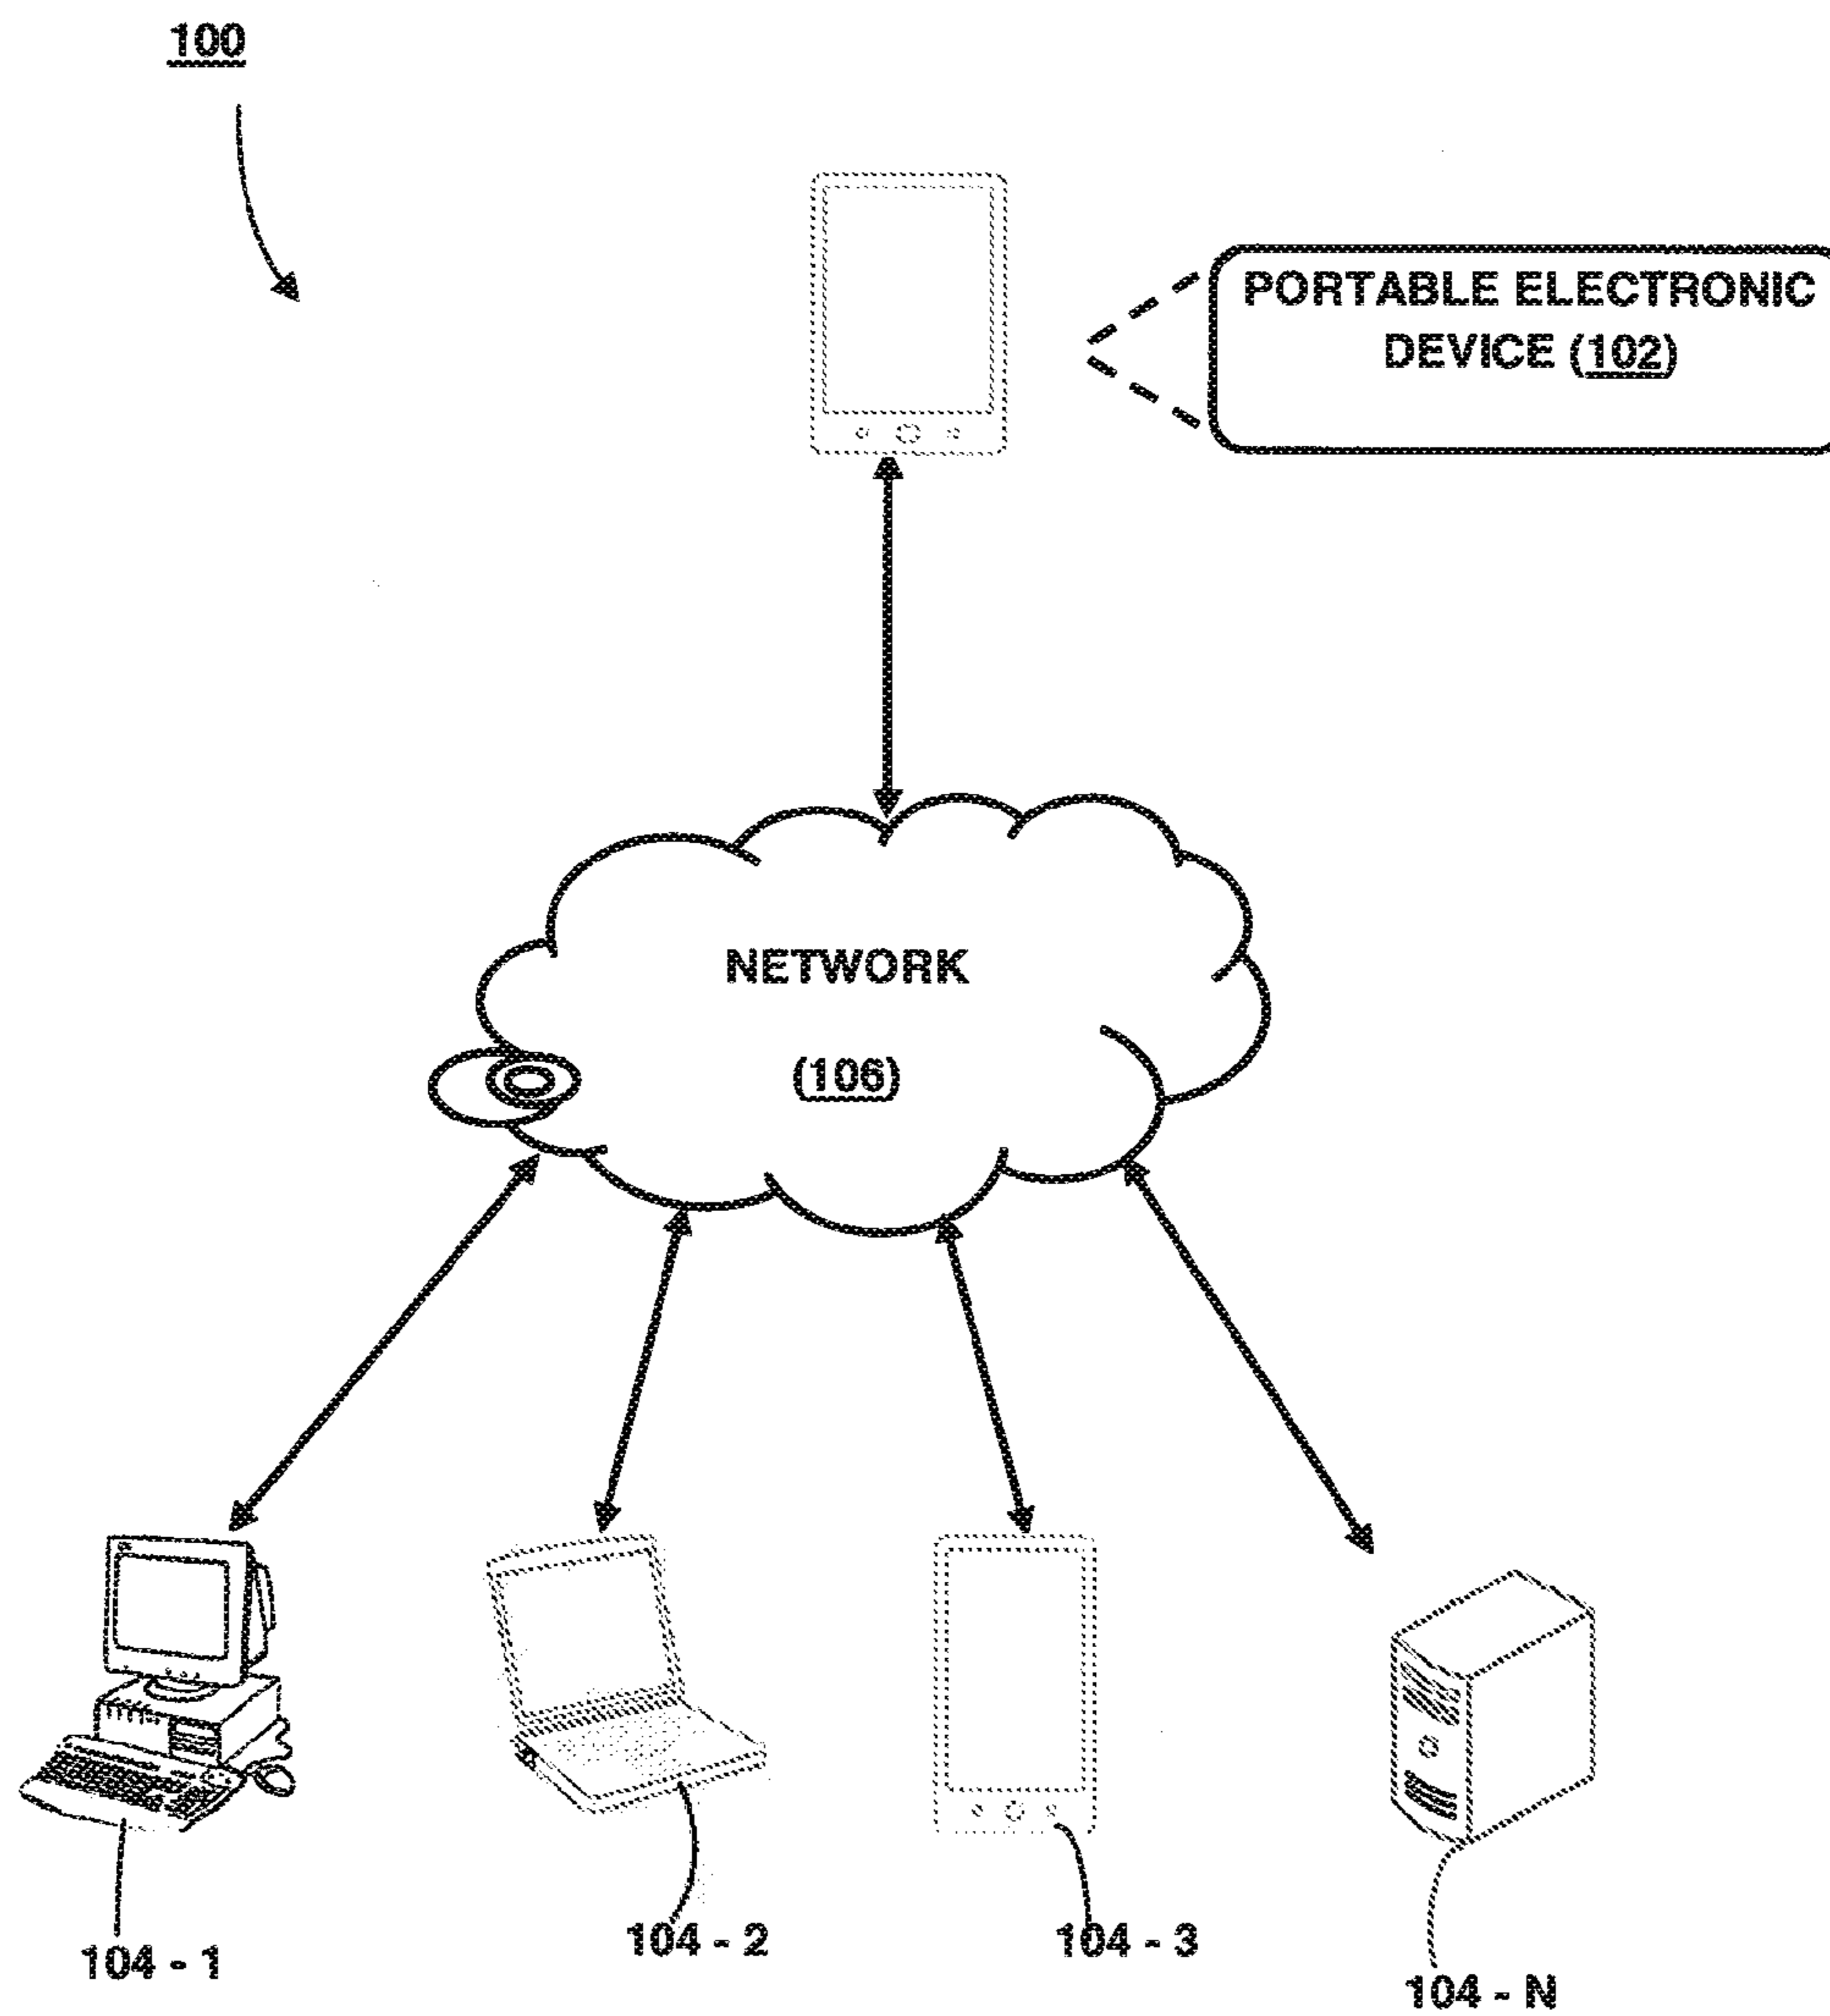 100
PORTABLE ELECTRONIC
DEVICE (102)
NETWORK
(106)
104 - 1
104 - 2
104 - 3
104 - N